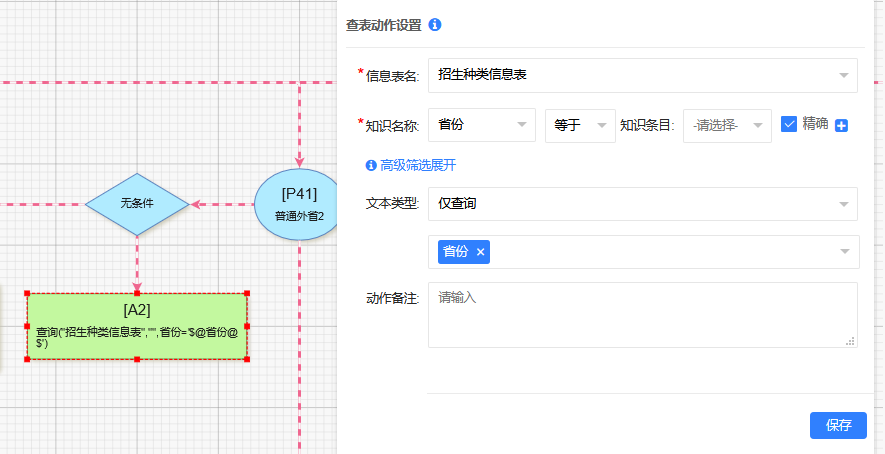 查表动作设置
*信息表名: 招生种类信息表
*知识名称: 省份 等于 知识条目: -请选择- 精确
高级筛选展开
文本类型: 仅查询
省份 ×
动作备注: 请输入
保存
无条件
[P41]
普通外省2
[A2]
查询("招生种类信息表","",省份='$@省份@
$')